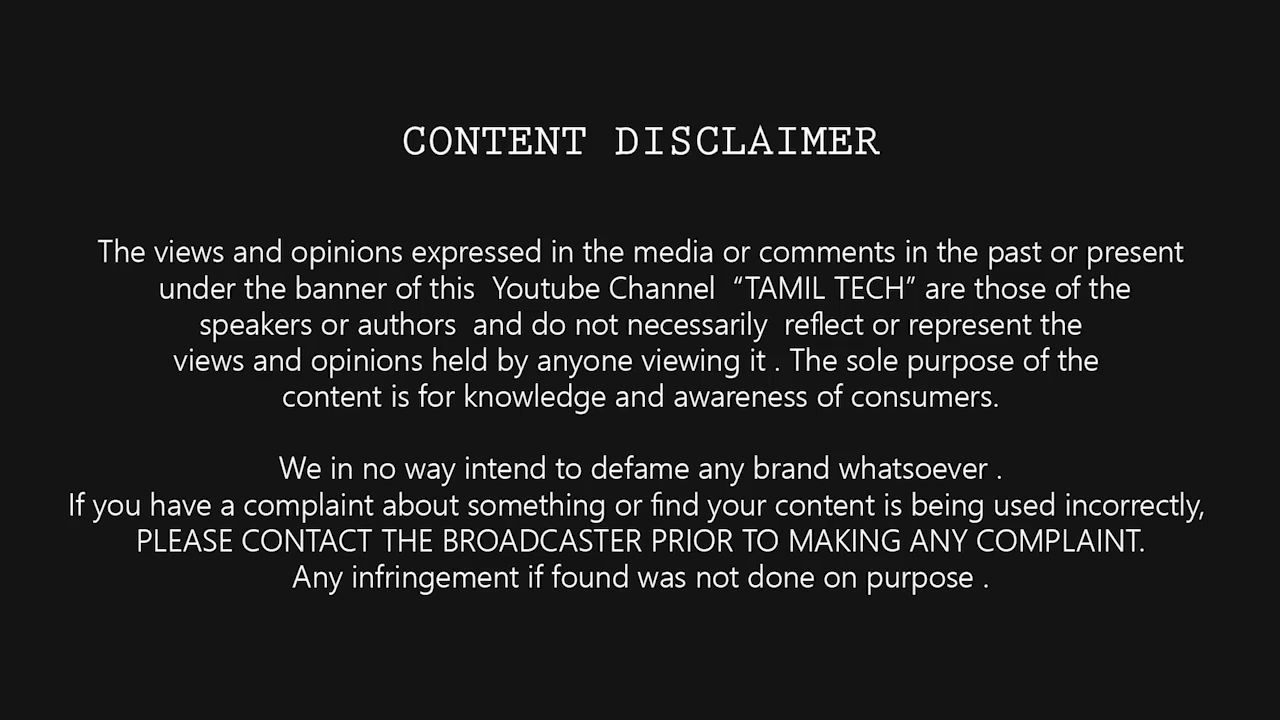 CONTENT DISCLAIMER
The views and opinions expressed in the media or comments in the past or present
under the banner of this  Youtube Channel  “TAMIL TECH” are those of the
speakers or authors  and do not necessarily  reflect or represent the
views and opinions held by anyone viewing it . The sole purpose of the
content is for knowledge and awareness of consumers.
We in no way intend to defame any brand whatsoever .
If you have a complaint about something or find your content is being used incorrectly,
PLEASE CONTACT THE BROADCASTER PRIOR TO MAKING ANY COMPLAINT.
Any infringement if found was not done on purpose .